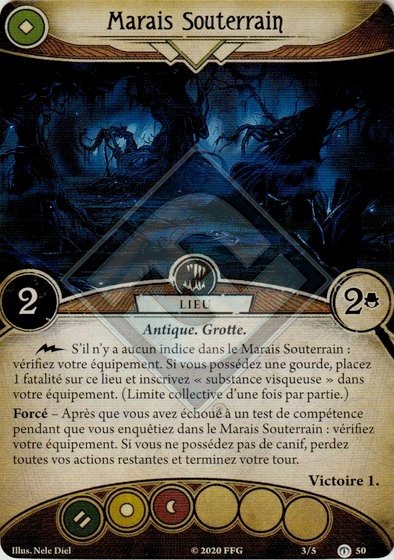 Marais Souterrain
2
2
LIEU
Antique. Grotte.
S'il n'y a aucun indice dans le Marais Souterrain :
vérifiez votre équipement. Si vous possédez une gourde, placez
1 fatalité sur ce lieu et inscrivez « substance visqueuse » dans
votre équipement. (Limite collective d'une fois par partie.)
Forcé – Après que vous avez échoué à un test de compétence
pendant que vous enquêtiez dans le Marais Souterrain : vérifiez
votre équipement. Si vous ne possédez pas de canif, perdez
toutes vos actions restantes et terminez votre tour.
Victoire 1.
Illus. Nele Diel
© 2020 FFG
3/5
50